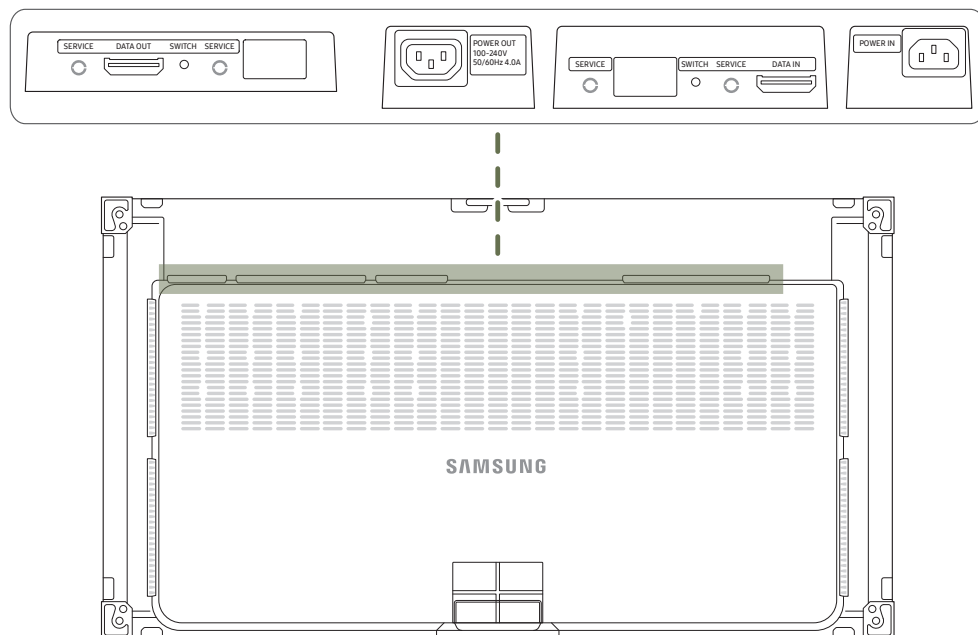 SERVICE DATA OUT SWITCH SERVICE
POWER OUT
100-240V
50/60Hz 4.0A
SERVICE
SWITCH SERVICE DATA IN
POWER IN
SAMSUNG